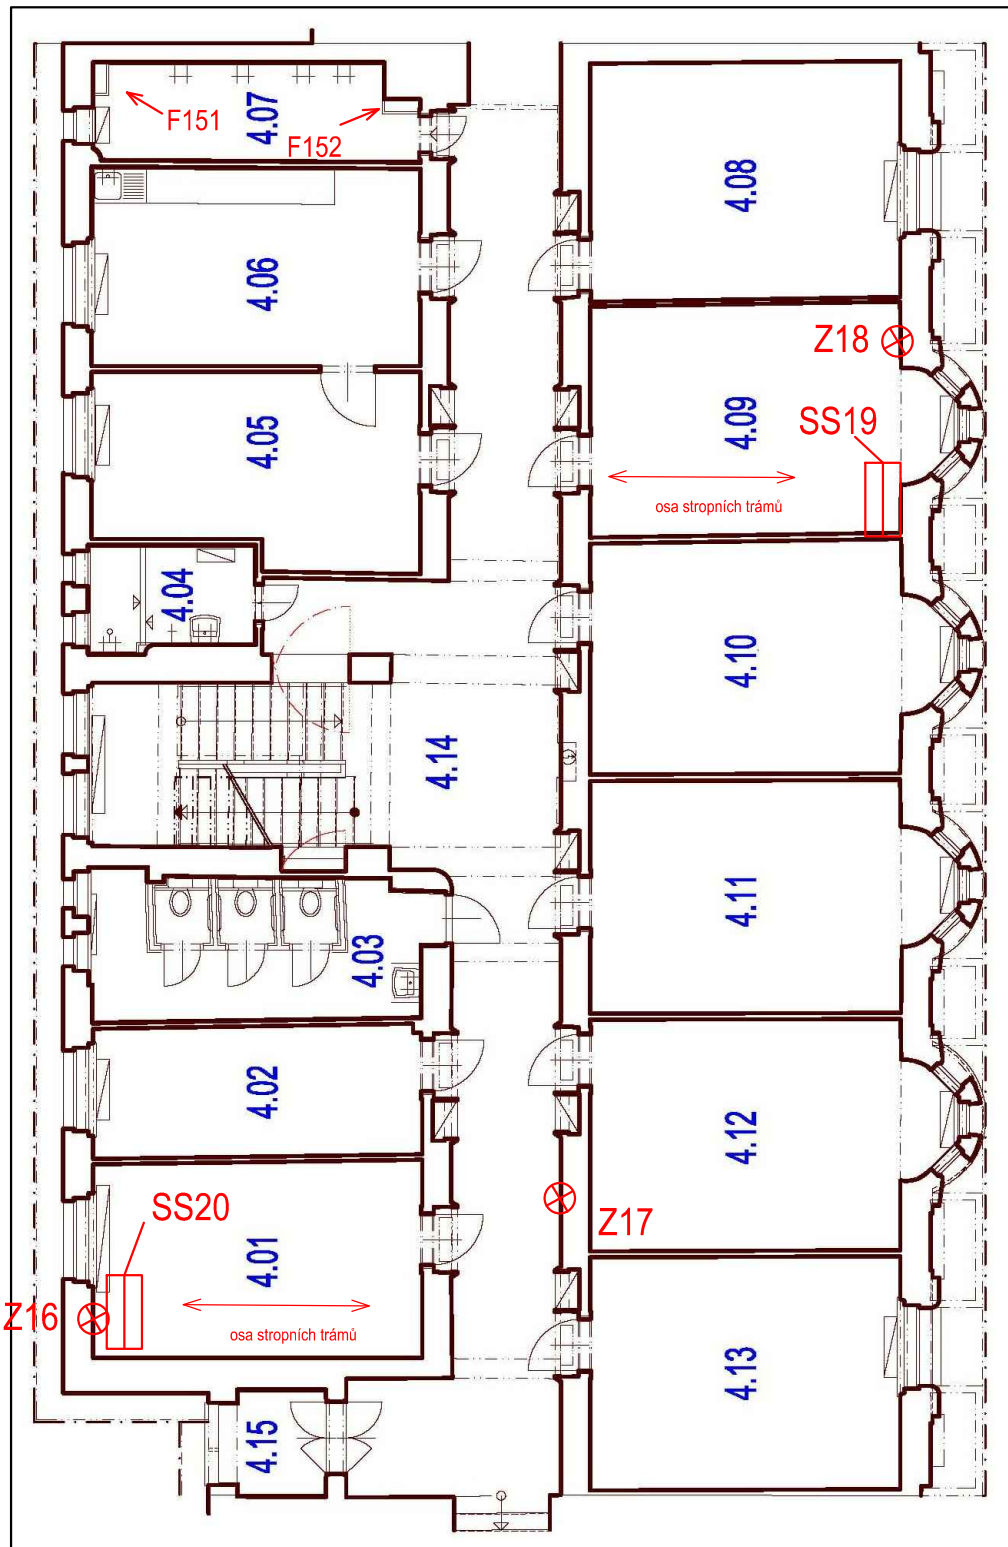 F151
4.07
F152
4.08
4.06
Z18
4.09
4.05
SS19
osa stropních trámů
4.04
4.10
4.14
4.11
4.03
4.02
4.12
SS20
Z17
4.01
Z16
osa stropních trámů
4.13
4.15